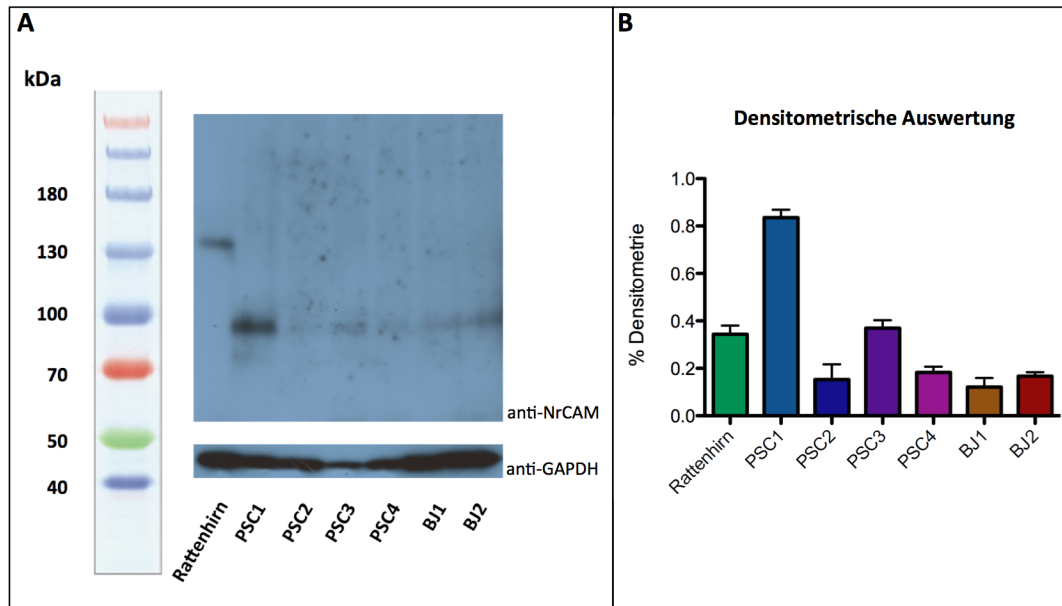 A
kDa
180
130
100
70
50
40
anti-NrCAM
anti-GAPDH
Rattenhirn
PSC1
PSC2
PSC3
PSC4
BJ1
BJ2
B
Densitometrische Auswertung
% Densitometrie
1.0
0.8
0.6
0.4
0.2
0.0
Rattenhirn
PSC1
PSC2
PSC3
PSC4
BJ1
BJ2